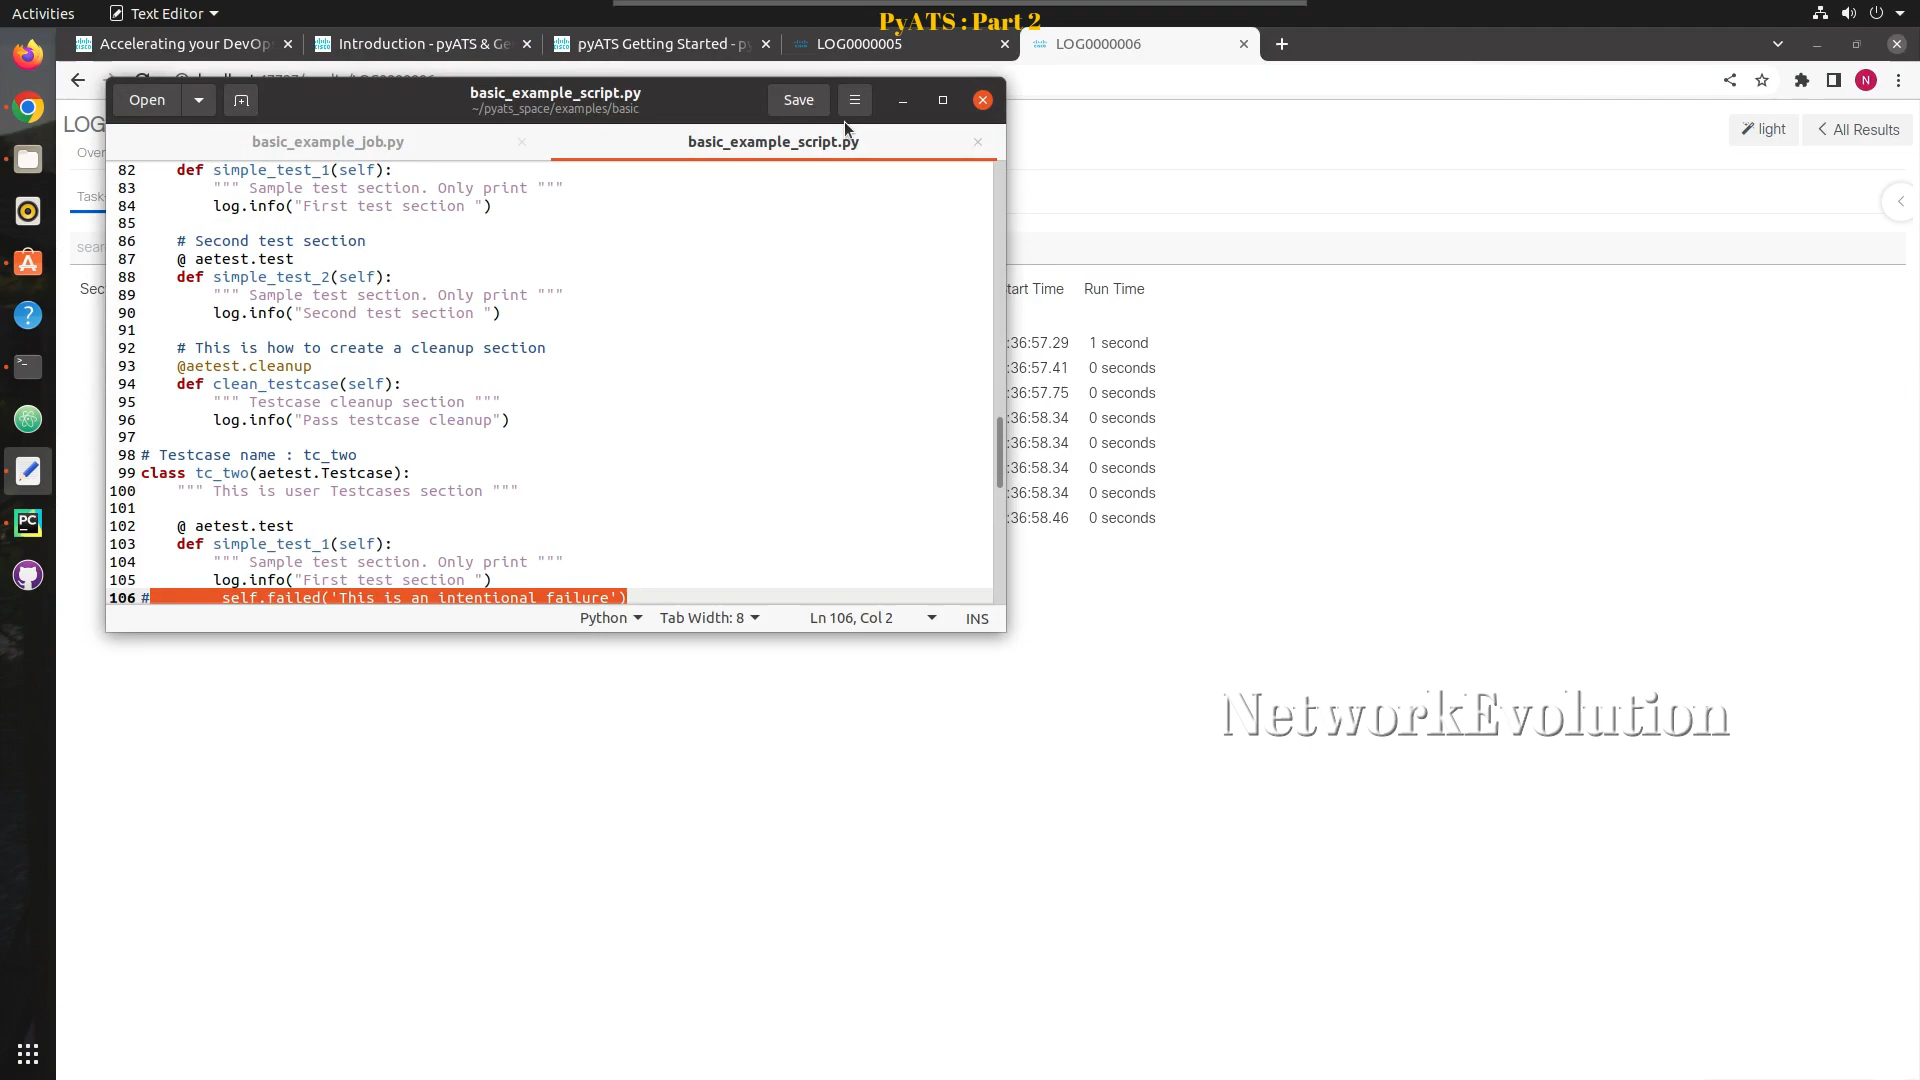 Activities
Text Editor
PyATS : Part 2
Accelerating your DevOp
Introduction - pyATS & Ge
pyATS Getting Started - py
LOG0000005
LOG0000006
N
Open
basic_example_script.py
~/pyats_space/examples/basic
Save
LOG
Over
Task
sear
Sec
light
All Results
basic_example_job.py
basic_example_script.py
82 def simple_test_1(self):
83 """ Sample test section. Only print """
84 log.info("First test section ")
85
86 # Second test section
87 @ aetest.test
88 def simple_test_2(self):
89 """ Sample test section. Only print """
90 log.info("Second test section ")
91
92 # This is how to create a cleanup section
93 @aetest.cleanup
94 def clean_testcase(self):
95 """ Testcase cleanup section """
96 log.info("Pass testcase cleanup")
97
98 # Testcase name : tc_two
99 class tc_two(aetest.Testcase):
100 """ This is user Testcases section """
101
102 @ aetest.test
103 def simple_test_1(self):
104 """ Sample test section. Only print """
105 log.info("First test section ")
106 # self.failed('This is an intentional failure')
Python
Tab Width: 8
Ln 106, Col 2
INS
tart Time Run Time
:36:57.29 1 second
:36:57.41 0 seconds
:36:57.75 0 seconds
:36:58.34 0 seconds
:36:58.34 0 seconds
:36:58.34 0 seconds
:36:58.34 0 seconds
:36:58.46 0 seconds
PC
NetworkEvolution